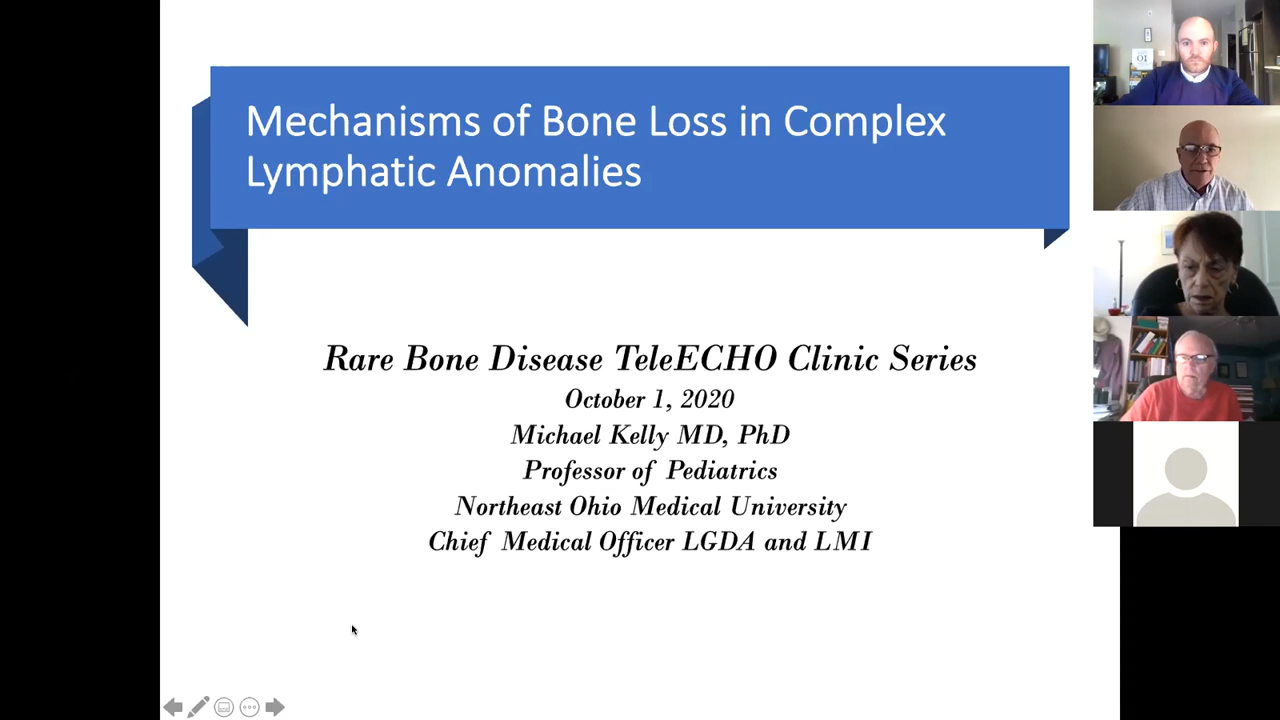 Mechanisms of Bone Loss in Complex
Lymphatic Anomalies
Rare Bone Disease TeleECHO Clinic Series
October 1, 2020
Michael Kelly MD, PhD
Professor of Pediatrics
Northeast Ohio Medical University
Chief Medical Officer LGDA and LMI
OI